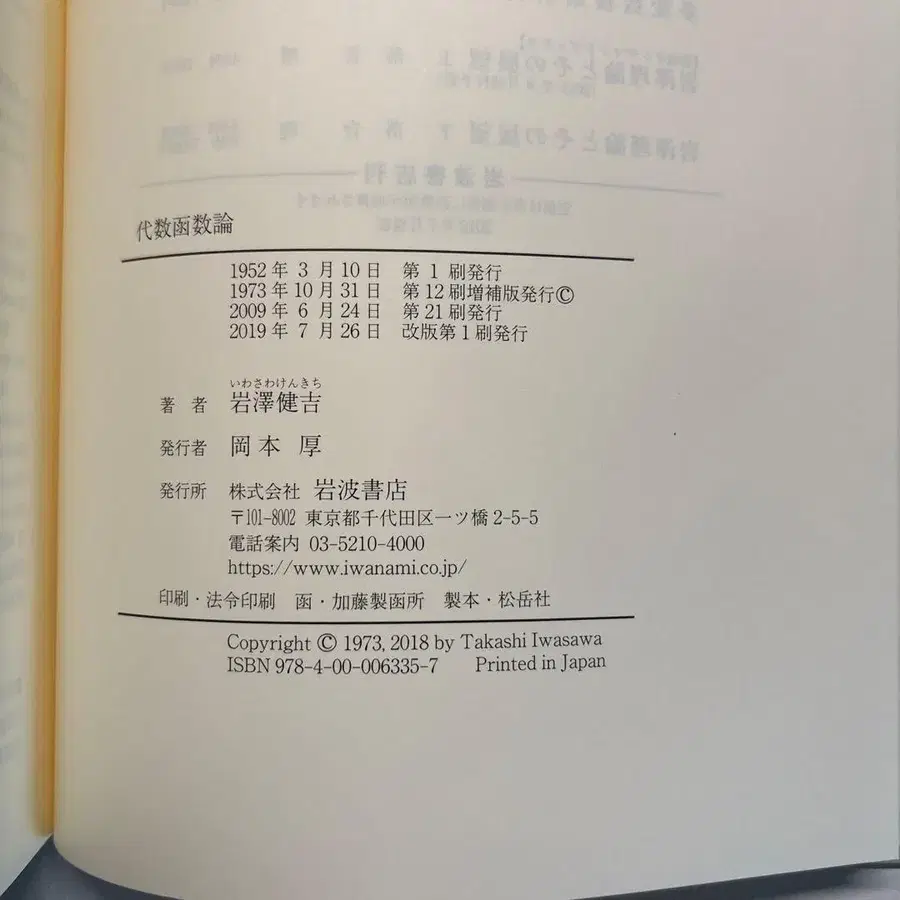 代数函数論
1952年 3月10日 第 1 刷発行
1973年10月31日 第12刷増補版発行©
2009年 6月24日 第21刷発行
2019年 7月26日 改版第1刷発行
いわさわけんきち
著者 岩澤健吉
発行者 岡本 厚
発行所 株式会社 岩波書店
〒101-8002 東京都千代田区一ツ橋2-5-5
電話案内 03-5210-4000
https://www.iwanami.co.jp/
印刷・法令印刷 函・加藤製函所 製本・松岳社
Copyright © 1973, 2018 by Takashi Iwasawa
ISBN 978-4-00-006335-7 Printed in Japan